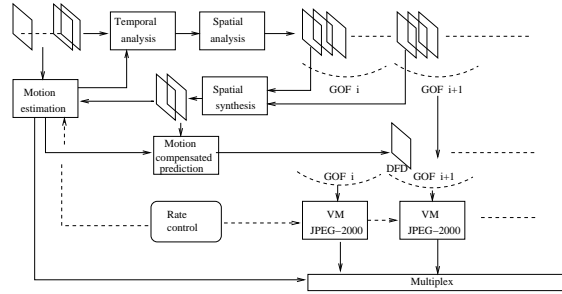 Temporal
analysis
Spatial
analysis
GOF i
GOF i+1
Motion
estimation
Spatial
synthesis
Motion
compensated
prediction
DFD
GOF i
GOF i+1
Rate
control
VM
JPEG-2000
VM
JPEG-2000
Multiplex